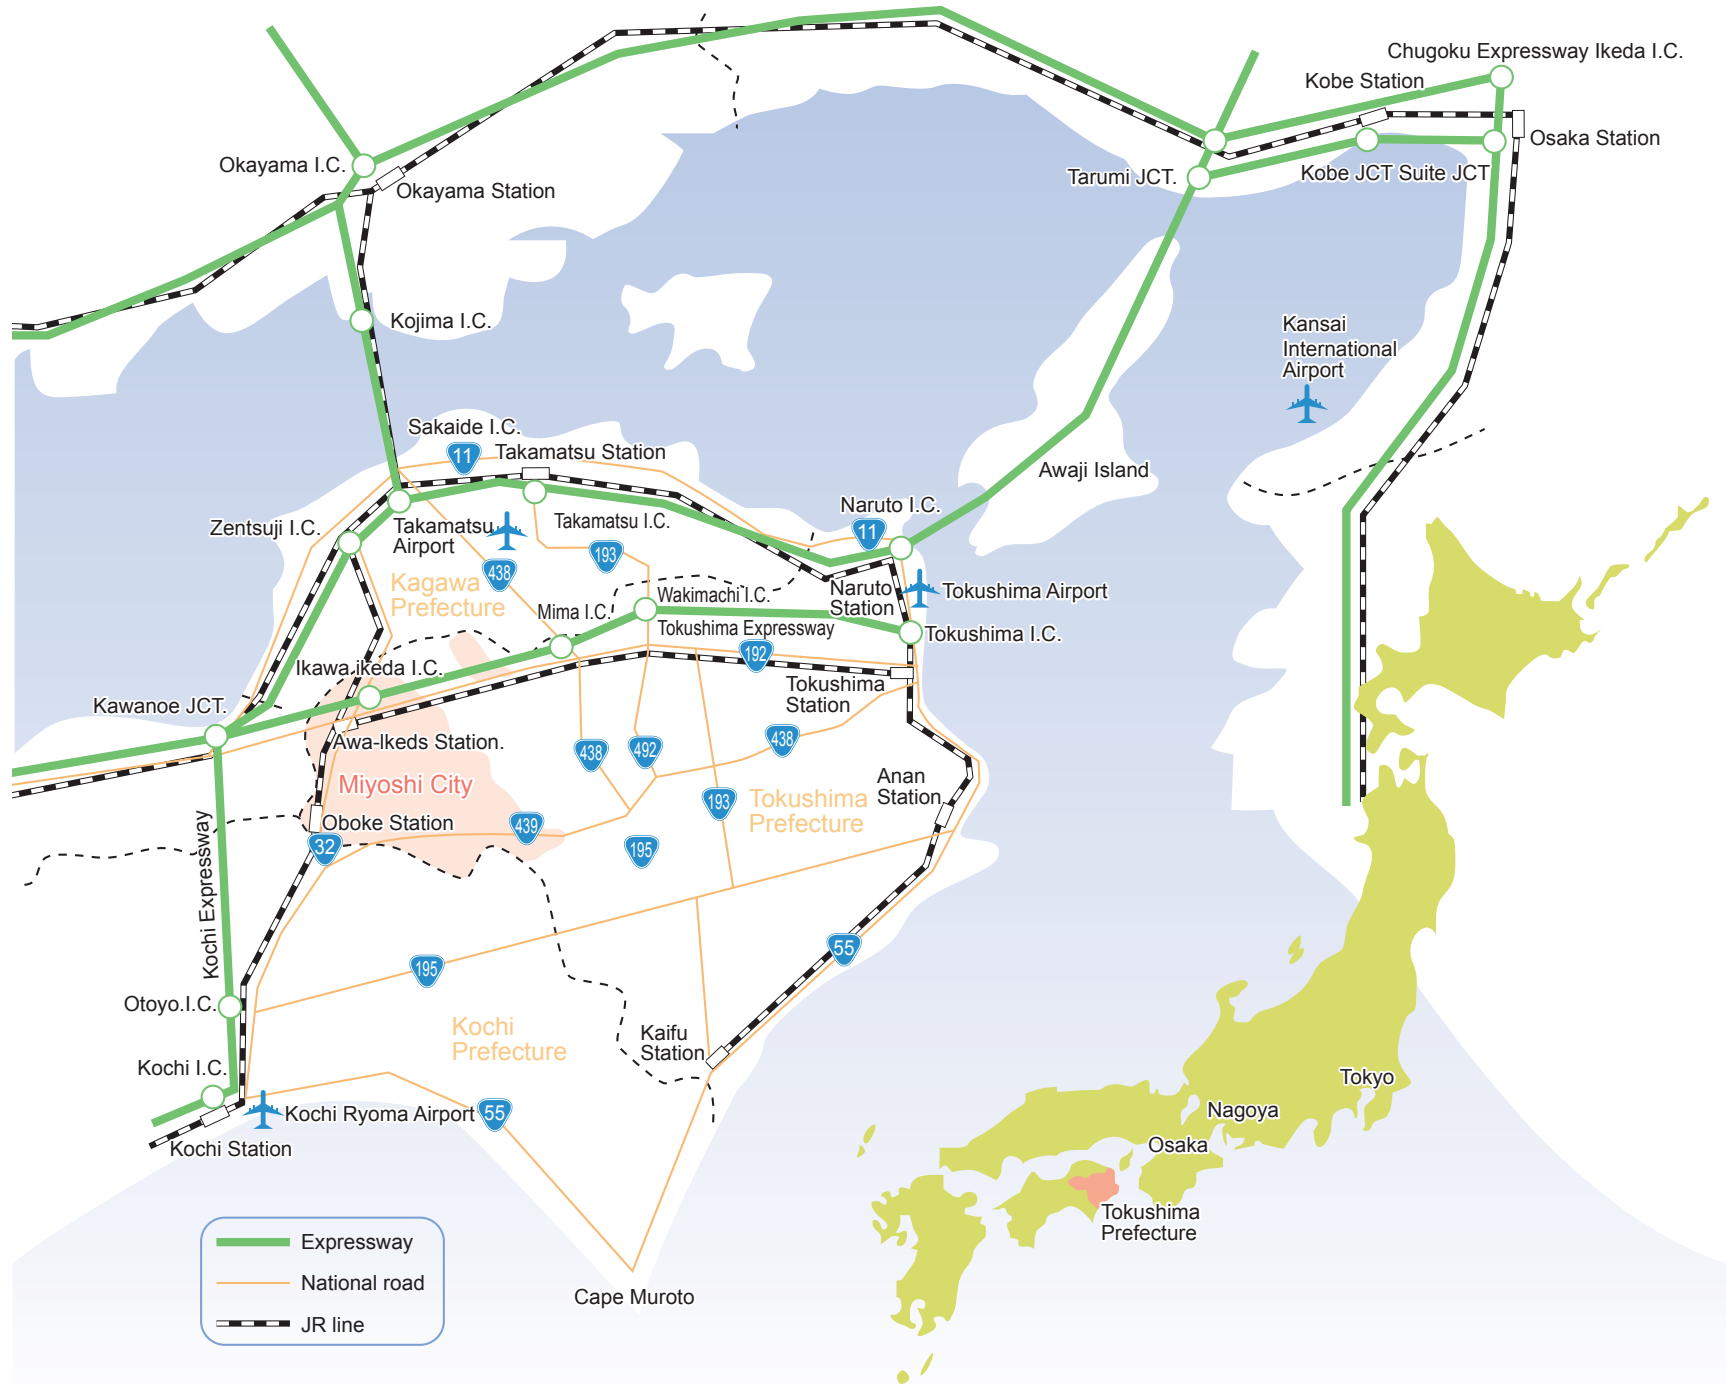 Chugoku Expressway Ikeda I.C.
Kobe Station
Osaka Station
Okayama I.C.
Okayama Station
Tarumi JCT.
Kobe JCT Suite JCT
Kojima I.C.
Kansai
International
Airport
Sakaide I.C.
11
Takamatsu Station
Awaji Island
Naruto I.C.
11
Zentsuji I.C.
Takamatsu
Airport
Takamatsu I.C.
193
438
Kagawa
Prefecture
Naruto
Station
Tokushima Airport
Mima I.C.
Wakimachi I.C.
Tokushima Expressway
Tokushima I.C.
192
Ikawa ikeda I.C.
Tokushima
Station
Kawanoe JCT.
Awa-Ikeds Station.
438
492
438
Miyoshi City
Anan
Station
193
Tokushima
Prefecture
Oboke Station
439
32
195
Kochi Expressway
55
195
Otoyo.I.C.
Kochi
Prefecture
Kaifu
Station
Kochi I.C.
Kochi Ryoma Airport
55
Kochi Station
Tokyo
Nagoya
Osaka
Tokushima
Prefecture
Expressway
National road
JR line
Cape Muroto